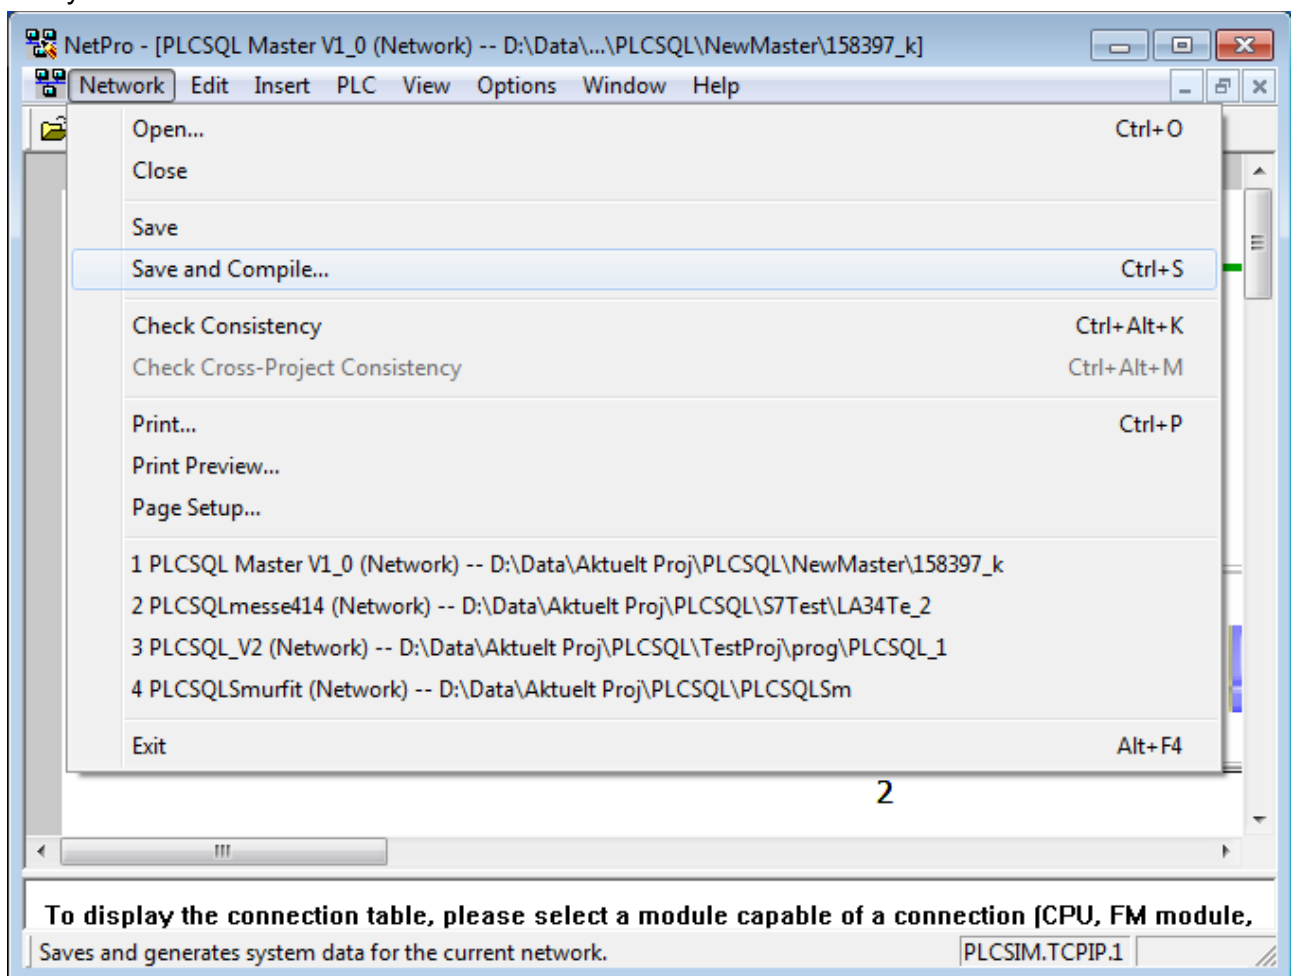 NetPro - [PLCSQL Master V1_0 (Network) -- D:\Data\...\PLCSQL\NewMaster\158397_k]
Network Edit Insert PLC View Options Window Help
Open... Ctrl+O
Close
Save
Save and Compile... Ctrl+S
Check Consistency Ctrl+Alt+K
Check Cross-Project Consistency Ctrl+Alt+M
Print... Ctrl+P
Print Preview...
Page Setup...
1 PLCSQL Master V1_0 (Network) -- D:\Data\Aktuelt Proj\PLCSQL\NewMaster\158397_k
2 PLCSQLmesse414 (Network) -- D:\Data\Aktuelt Proj\PLCSQL\S7Test\LA34Te_2
3 PLCSQL_V2 (Network) -- D:\Data\Aktuelt Proj\PLCSQL\TestProj\prog\PLCSQL_1
4 PLCSQLSmurfit (Network) -- D:\Data\Aktuelt Proj\PLCSQL\PLCSQLSm
Exit Alt+F4
2
To display the connection table, please select a module capable of a connection (CPU, FM module,
Saves and generates system data for the current network. PLCSIM.TCPIP.1